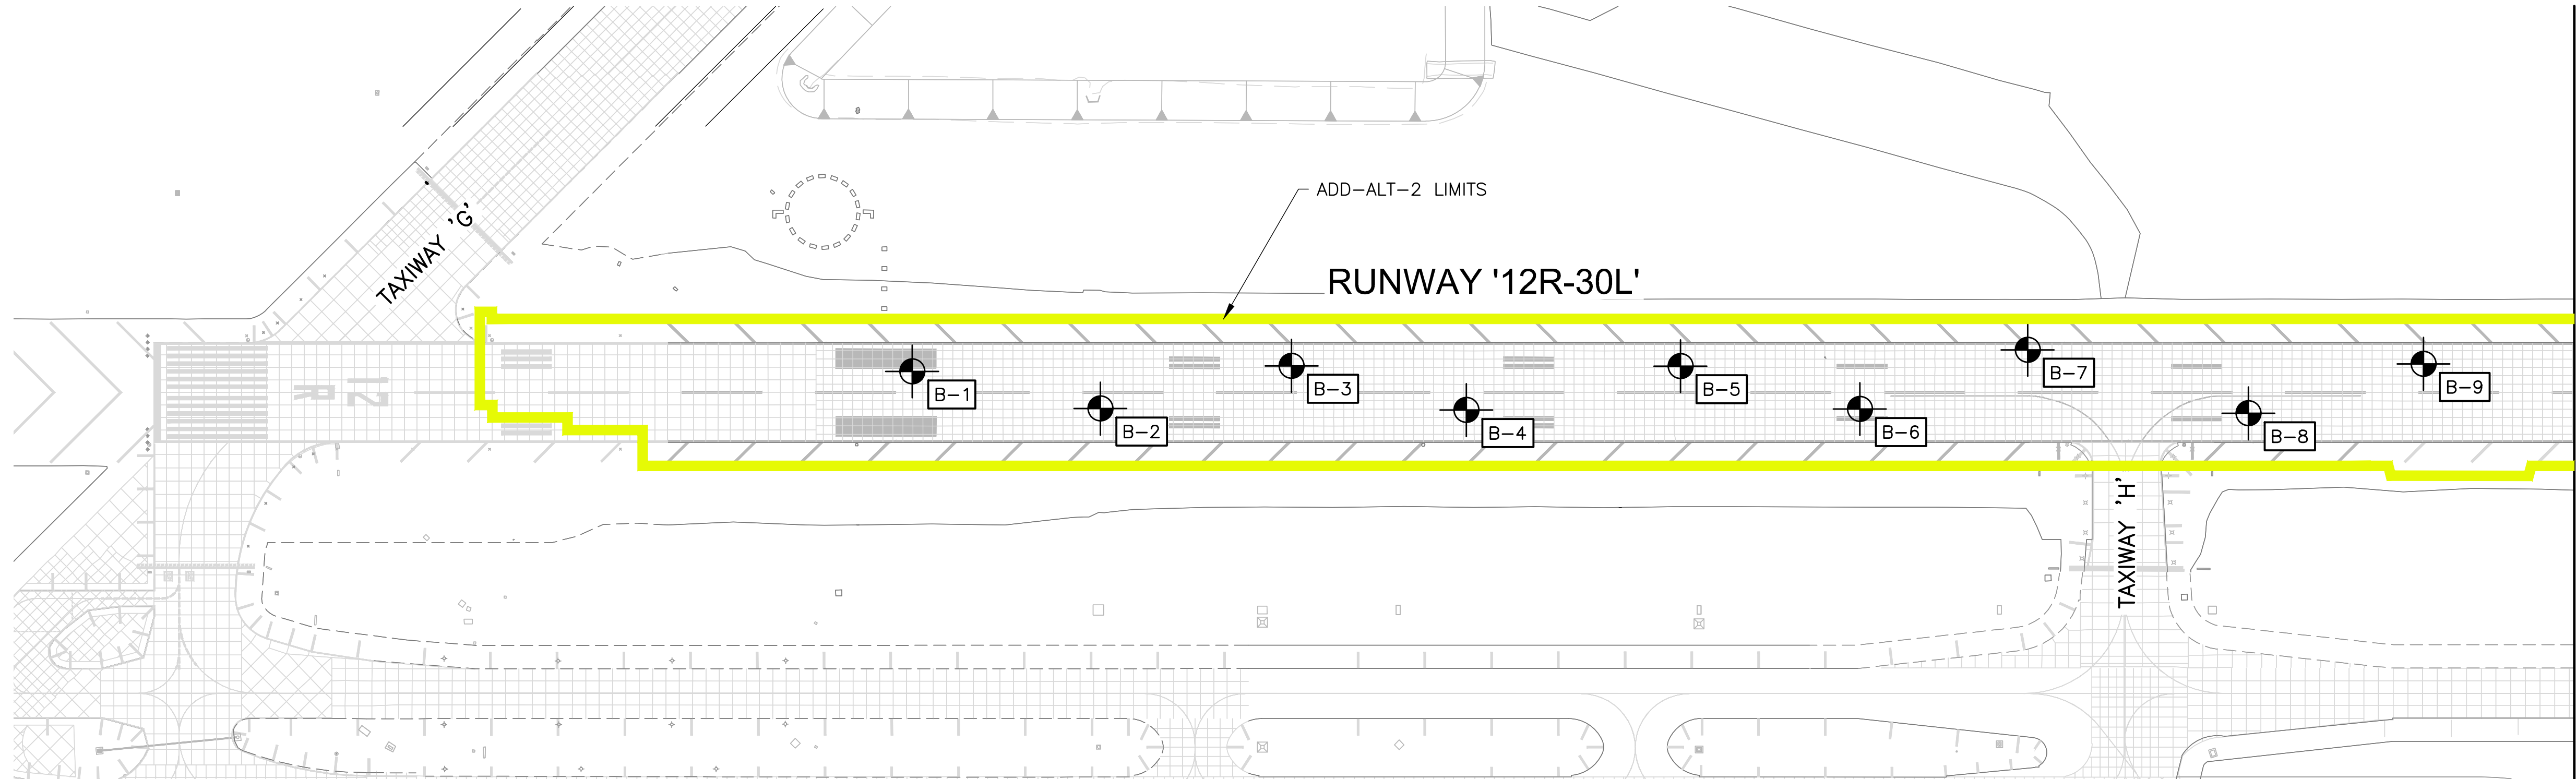 ADD-ALT-2 LIMITS
TAXIWAY 'G'
RUNWAY '12R-30L'
12
R
B-1
B-2
B-3
B-4
B-5
B-6
B-7
B-8
B-9
TAXIWAY 'H'